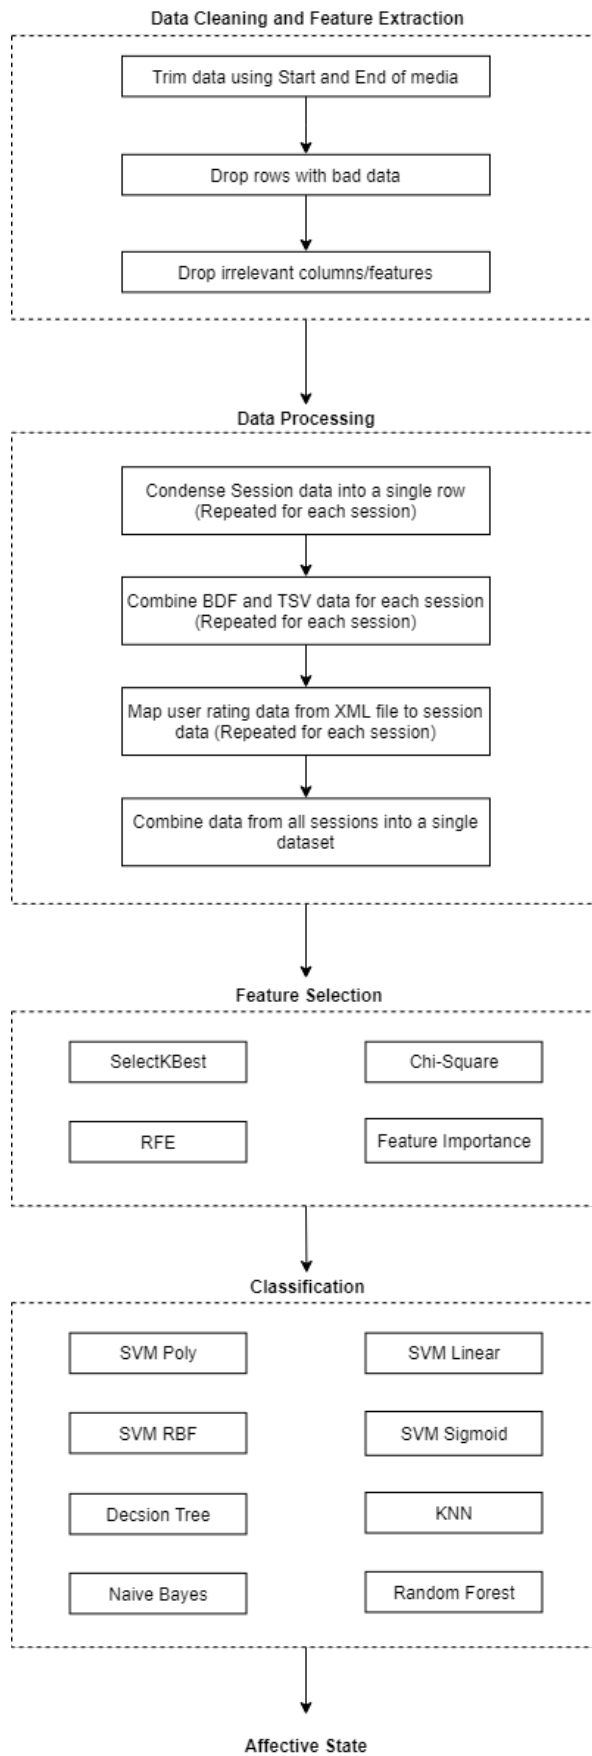 Data Cleaning and Feature Extraction
Trim data using Start and End of media
Drop rows with bad data
Drop irrelevant columns/features
Data Processing
Condense Session data into a single row
(Repeated for each session)
Combine BDF and TSV data for each session
(Repeated for each session)
Map user rating data from XML file to session
data (Repeated for each session)
Combine data from all sessions into a single
dataset
Feature Selection
SelectKBest
Chi-Square
RFE
Feature Importance
Classification
SVM Poly
SVM Linear
SVM RBF
SVM Sigmoid
Decsion Tree
KNN
Naive Bayes
Random Forest
Affective State